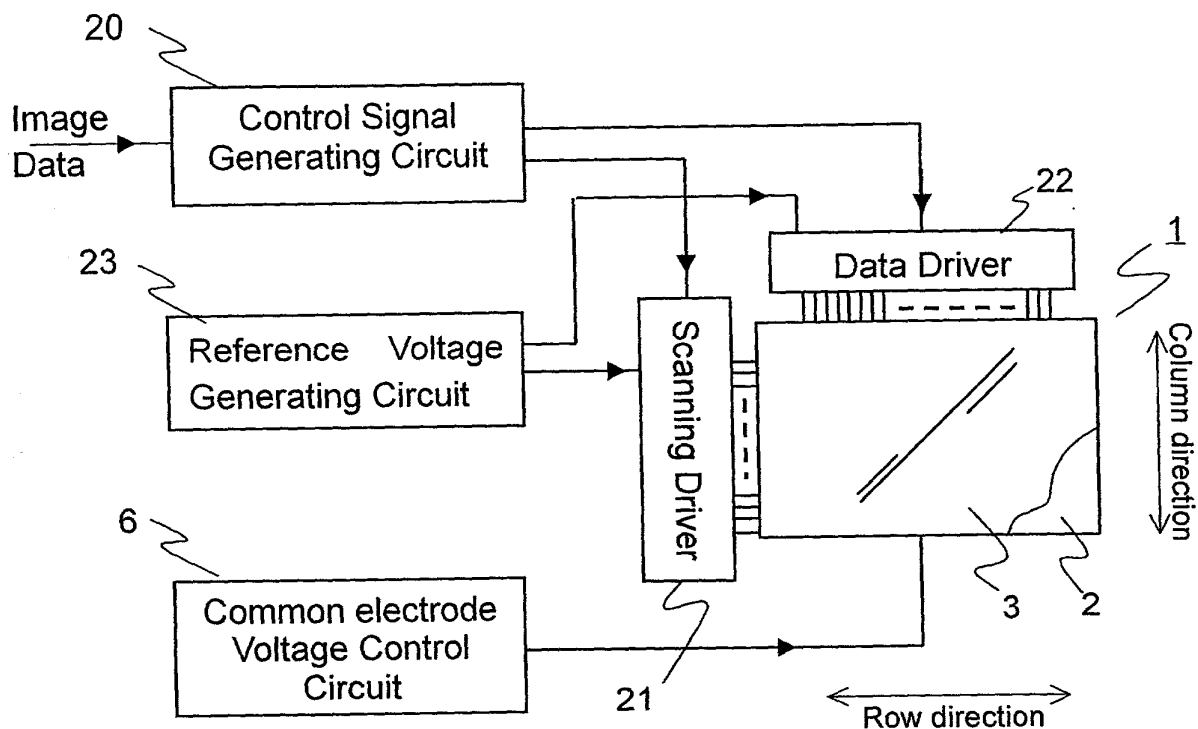 20
Image
Data
Control Signal
Generating Circuit
22
1
Data Driver
23
Reference Voltage
Generating Circuit
Scanning Driver
Column direction
6
Common electrode
Voltage Control
Circuit
3
2
21
Row direction